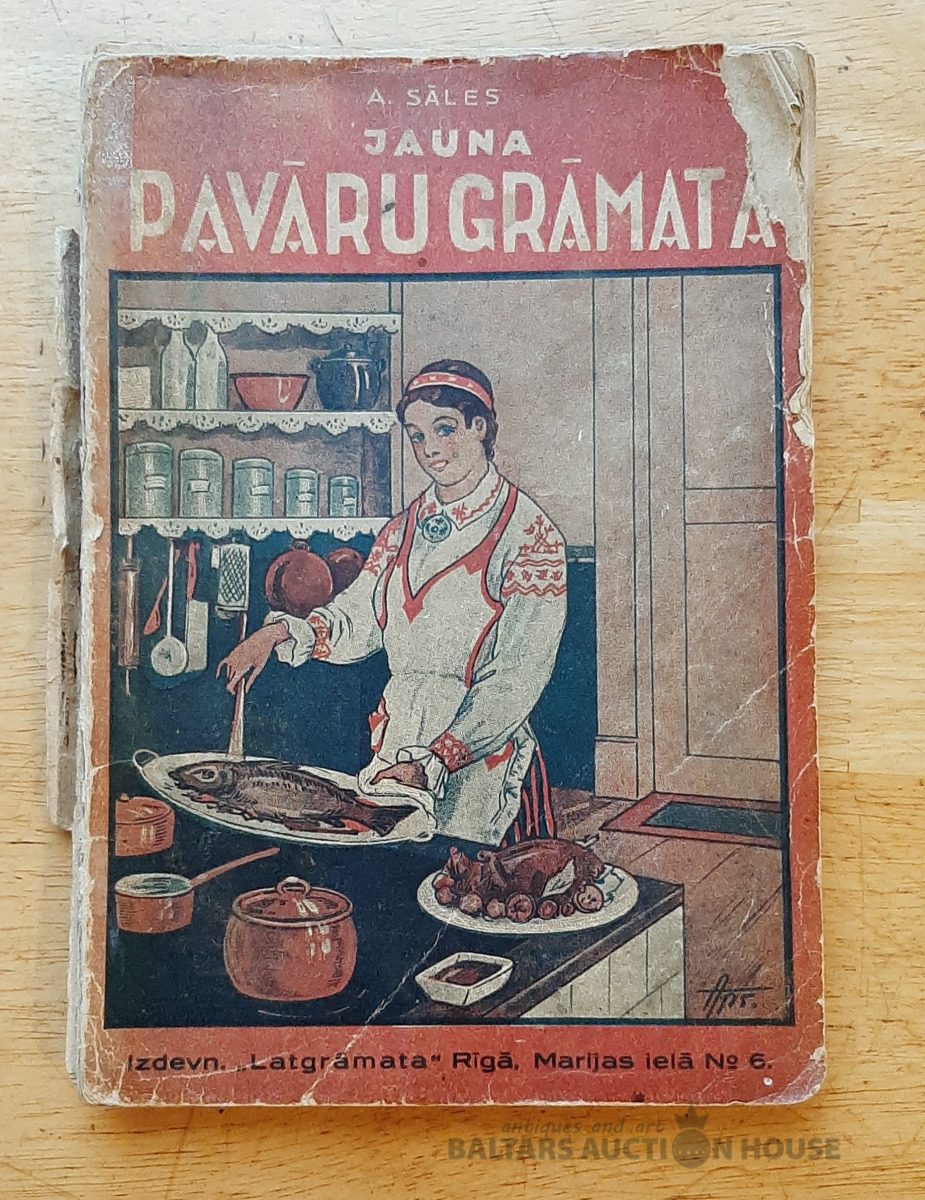 A. SĀLES
JAUNA
PAVĀRU GRĀMATA
Izdevn. „Latgrāmata“ Rīgā, Marijas ielā № 6.
antiques and art
BALTARS AUCTION HOUSE